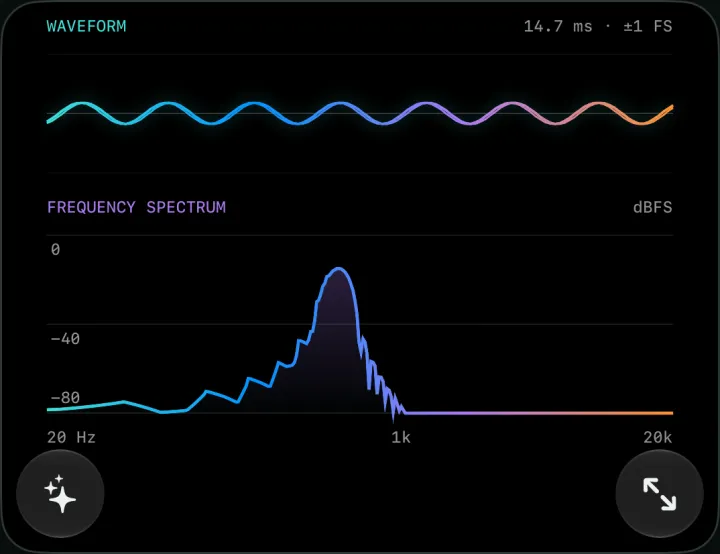 WAVEFORM 14.7 ms · ±1 FS
FREQUENCY SPECTRUM dBFS
0
−40
−80
20 Hz 1k 20k